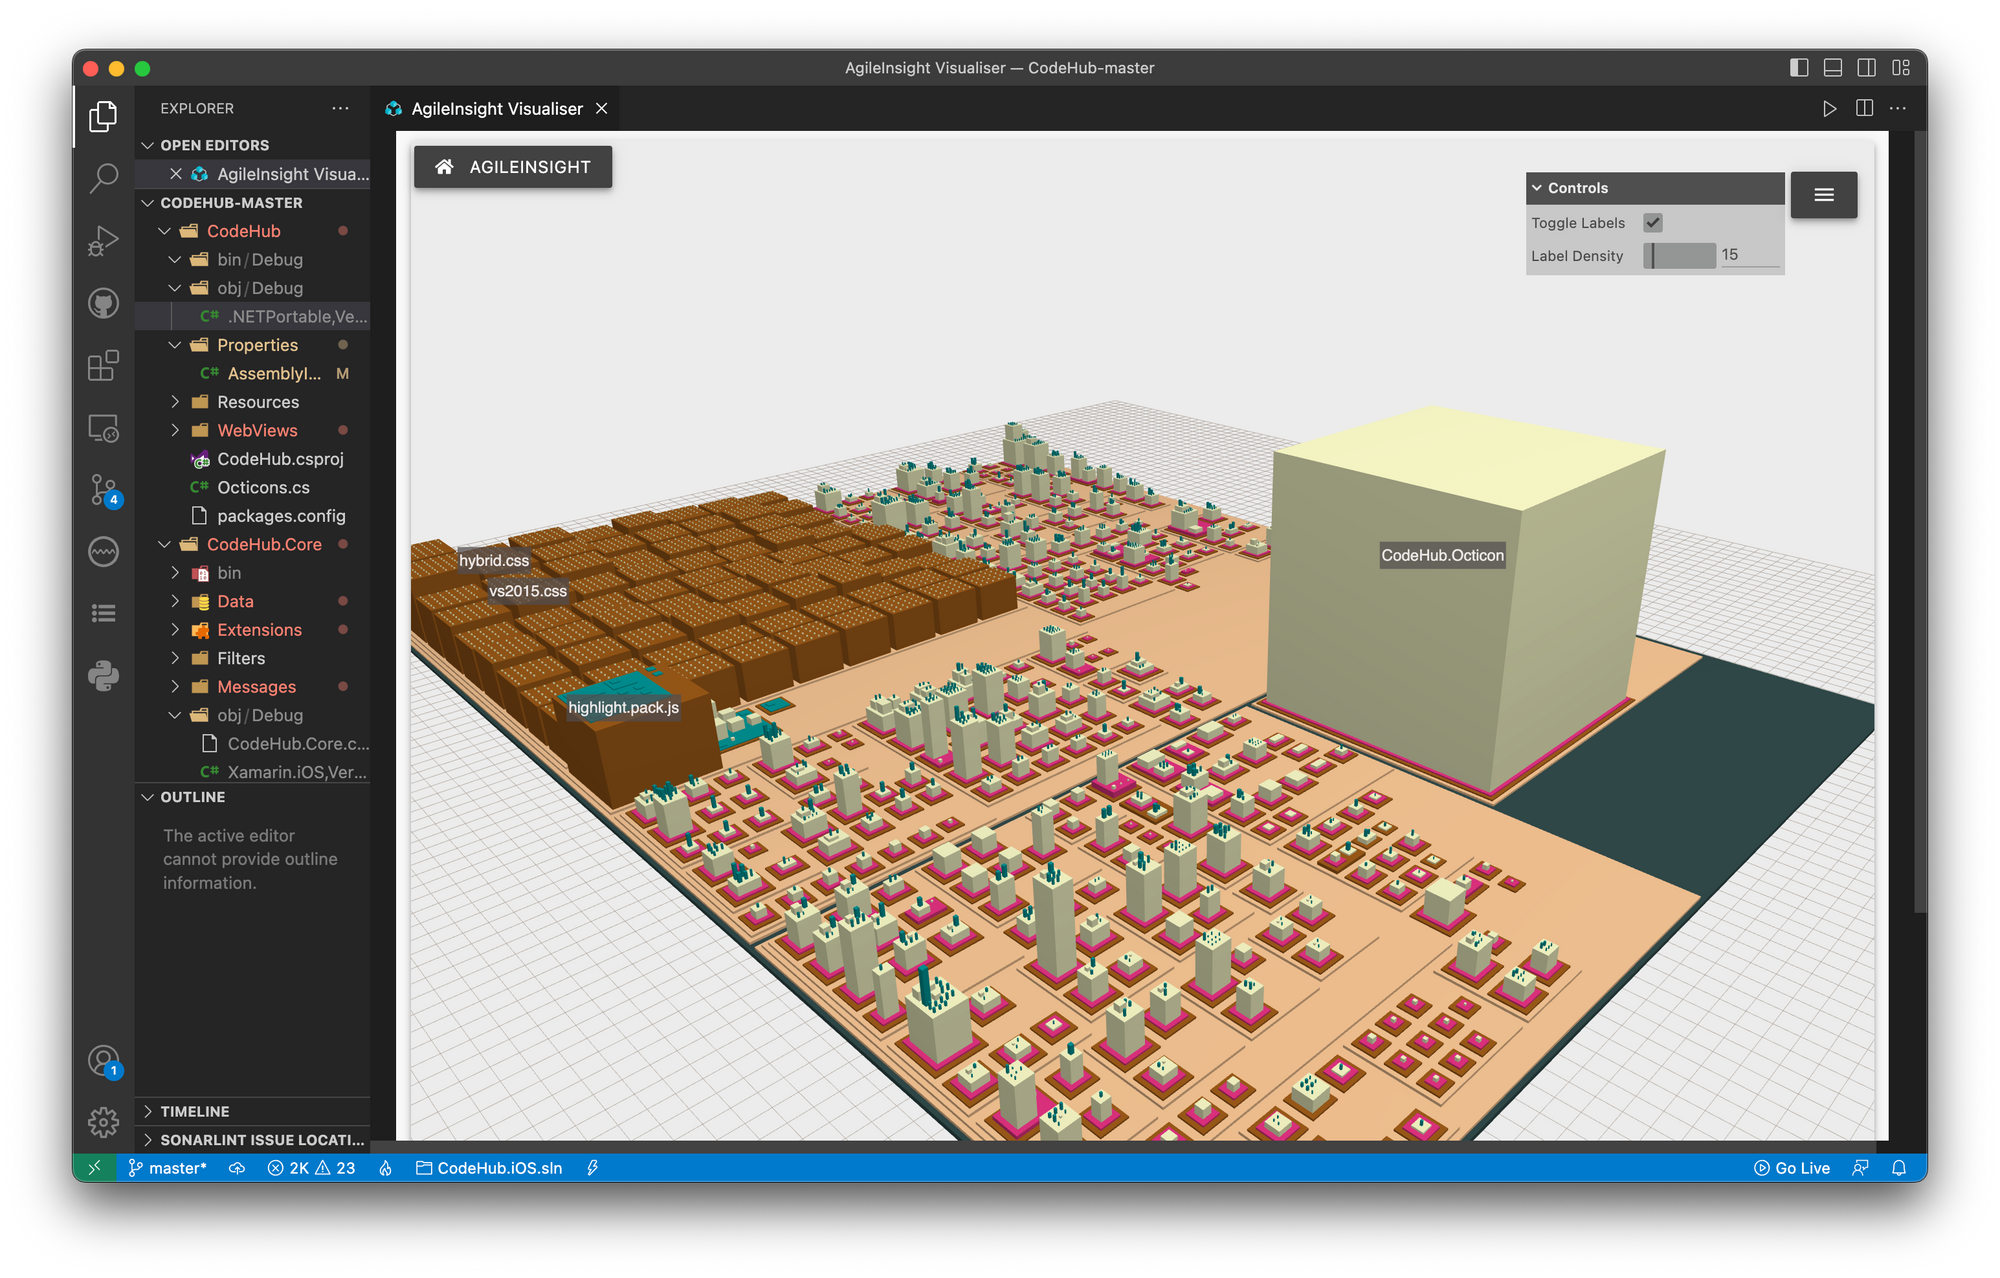 AgileInsight Visualiser — CodeHub-master
EXPLORER
AgileInsight Visualiser
OPEN EDITORS
AgileInsight Visua...
CODEHUB-MASTER
CodeHub
bin/Debug
obj/Debug
C# .NETPortable,Ve...
Properties
C# AssemblyI... M
Resources
WebViews
CodeHub.csproj
C# Octicons.cs
packages.config
CodeHub.Core
bin
Data
Extensions
Filters
Messages
obj/Debug
CodeHub.Core.c...
C# Xamarin.iOS,Ver...
OUTLINE
The active editor
cannot provide outline
information.
TIMELINE
SONARLINT ISSUE LOCATI...
4
1
AGILEINSIGHT
Controls
Toggle Labels
Label Density 15
CodeHub.Octicon
hybrid.css
vs2015.css
highlight.pack.js
master* 2K 23 CodeHub.iOS.sln Go Live